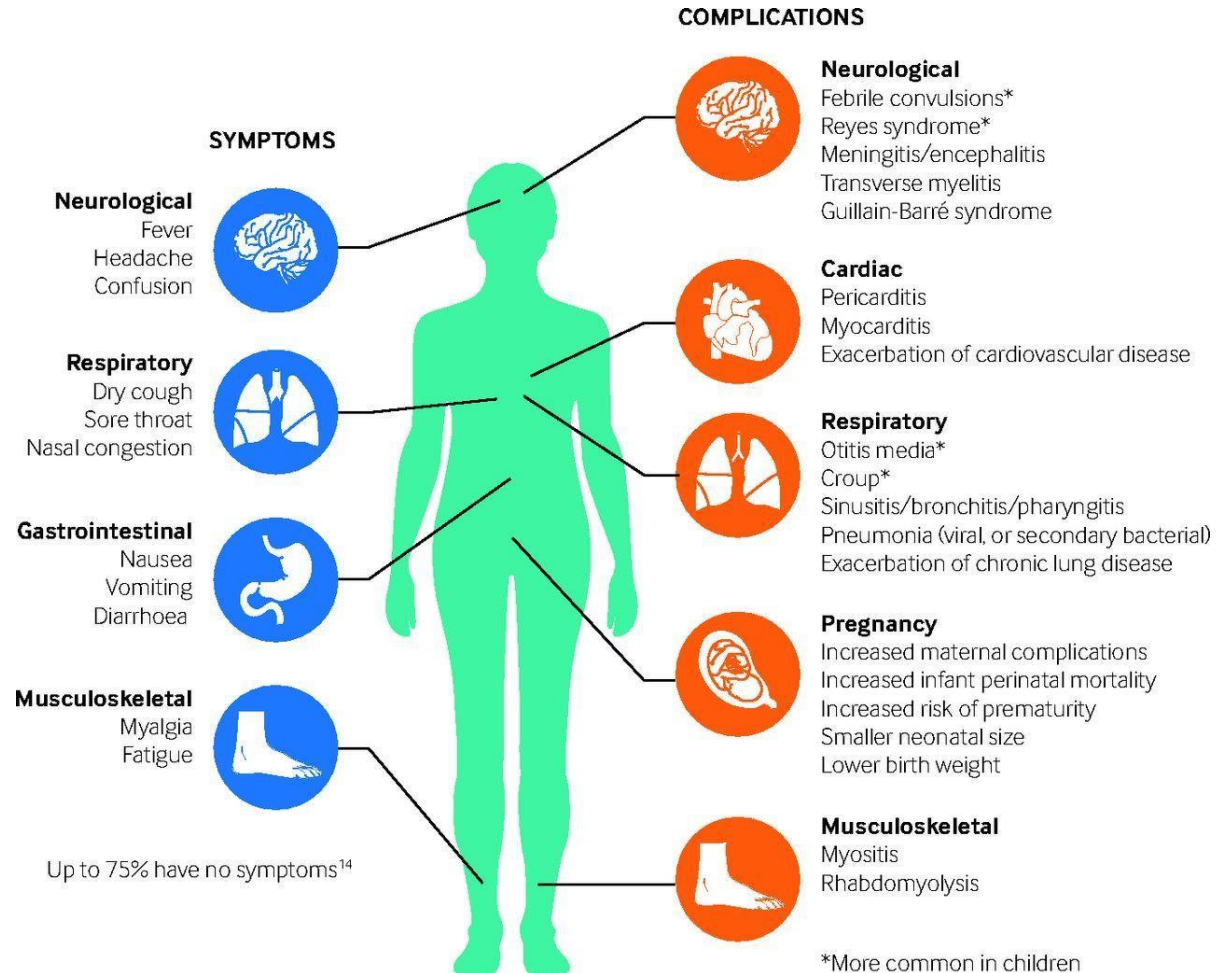 SYMPTOMS
Neurological
Fever
Headache
Confusion
Respiratory
Dry cough
Sore throat
Nasal congestion
Gastrointestinal
Nausea
Vomiting
Diarrhoea
Musculoskeletal
Myalgia
Fatigue
Up to 75% have no symptoms¹⁴
COMPLICATIONS
Neurological
Febrile convulsions*
Reyes syndrome*
Meningitis/encephalitis
Transverse myelitis
Guillain-Barré syndrome
Cardiac
Pericarditis
Myocarditis
Exacerbation of cardiovascular disease
Respiratory
Otitis media*
Croup*
Sinusitis/bronchitis/pharyngitis
Pneumonia (viral, or secondary bacterial)
Exacerbation of chronic lung disease
Pregnancy
Increased maternal complications
Increased infant perinatal mortality
Increased risk of prematurity
Smaller neonatal size
Lower birth weight
Musculoskeletal
Myositis
Rhabdomyolysis
*More common in children